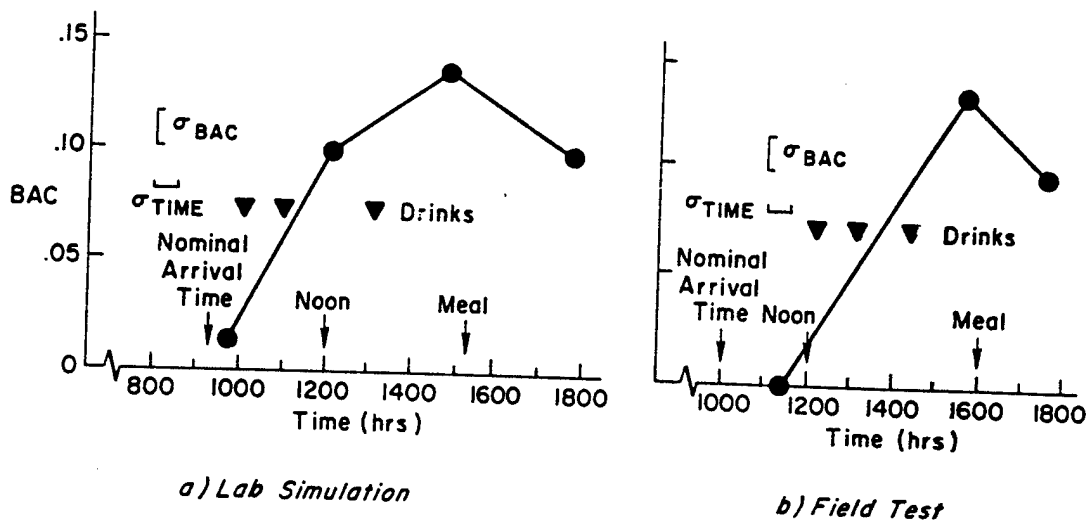 .15
.10
BAC
.05
0
σBAC
σTIME
Drinks
Nominal
Arrival
Time
Noon
Meal
800 1000 1200 1400 1600 1800
Time (hrs)
a) Lab Simulation
σBAC
σTIME
Drinks
Nominal
Arrival
Time Noon
Meal
1000 1200 1400 1600 1800
Time (hrs)
b) Field Test